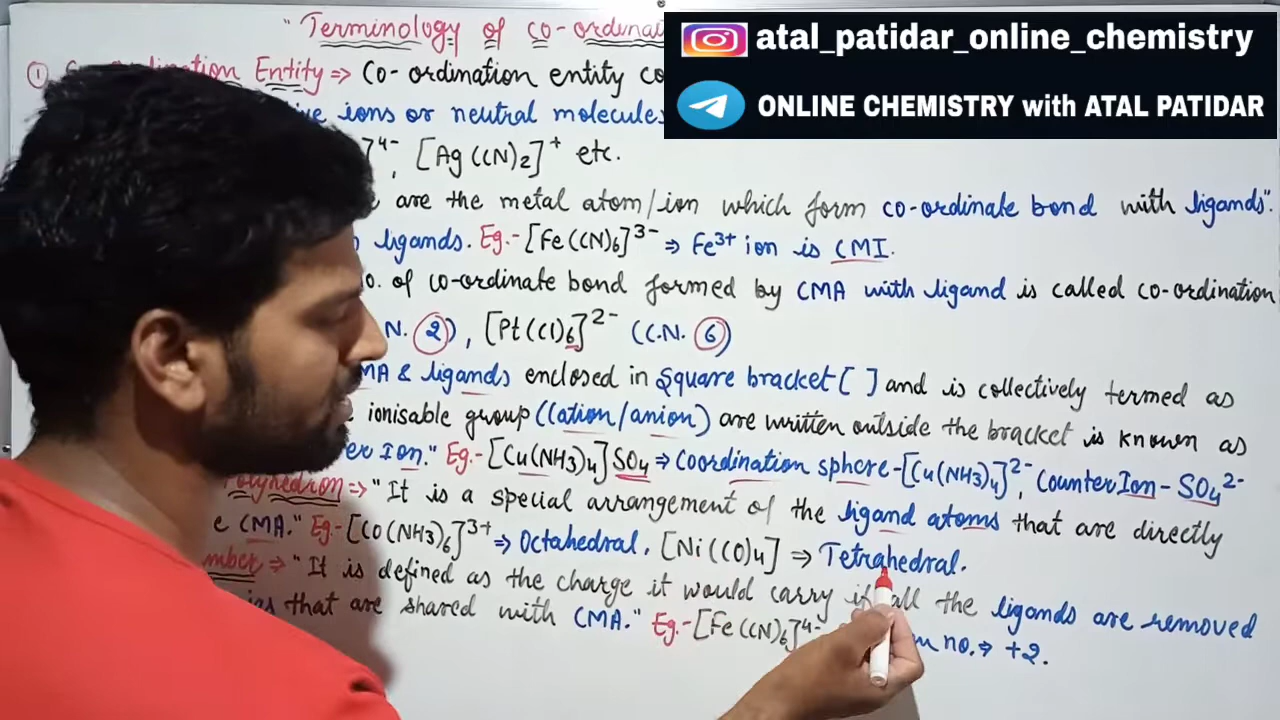 "Terminology of co-ordinat
atal_patidar_online_chemistry
ONLINE CHEMISTRY with ATAL PATIDAR
① Entity ⇒ Co-ordination entity co
ive ions or neutral molecules
]⁴⁻, [Ag(CN)₂]⁺ etc.
are the metal atom/ion which form co-ordinate bond with ligands".
ligands. Eg.- [Fe(CN)₆]³⁻ ⇒ Fe³⁺ ion is CMI.
o. of co-ordinate bond formed by CMA with ligand is called co-ordination
N. 2), [Pt(Cl)₆]²⁻ (C.N. 6)
MA & ligands enclosed in square bracket [ ] and is collectively termed as
ionisable group (Cation/anion) are written outside the bracket is known as
er Ion." Eg.- [Cu(NH3)4]SO₄ ⇒ Coordination sphere - [Cu(NH3)4]²⁻, Counter Ion - SO₄²⁻
Polyhedron ⇒ "It is a special arrangement of the ligand atoms that are directly
e CMA." Eg.- [Co(NH3)₆]³⁺ ⇒ Octahedral, [Ni(CO)4] ⇒ Tetrahedral.
mber ⇒ "It is defined as the charge it would carry if all the ligands are removed
that are shared with CMA." Eg.- [Fe(CN)₆]⁴⁻ no. ⇒ +2.